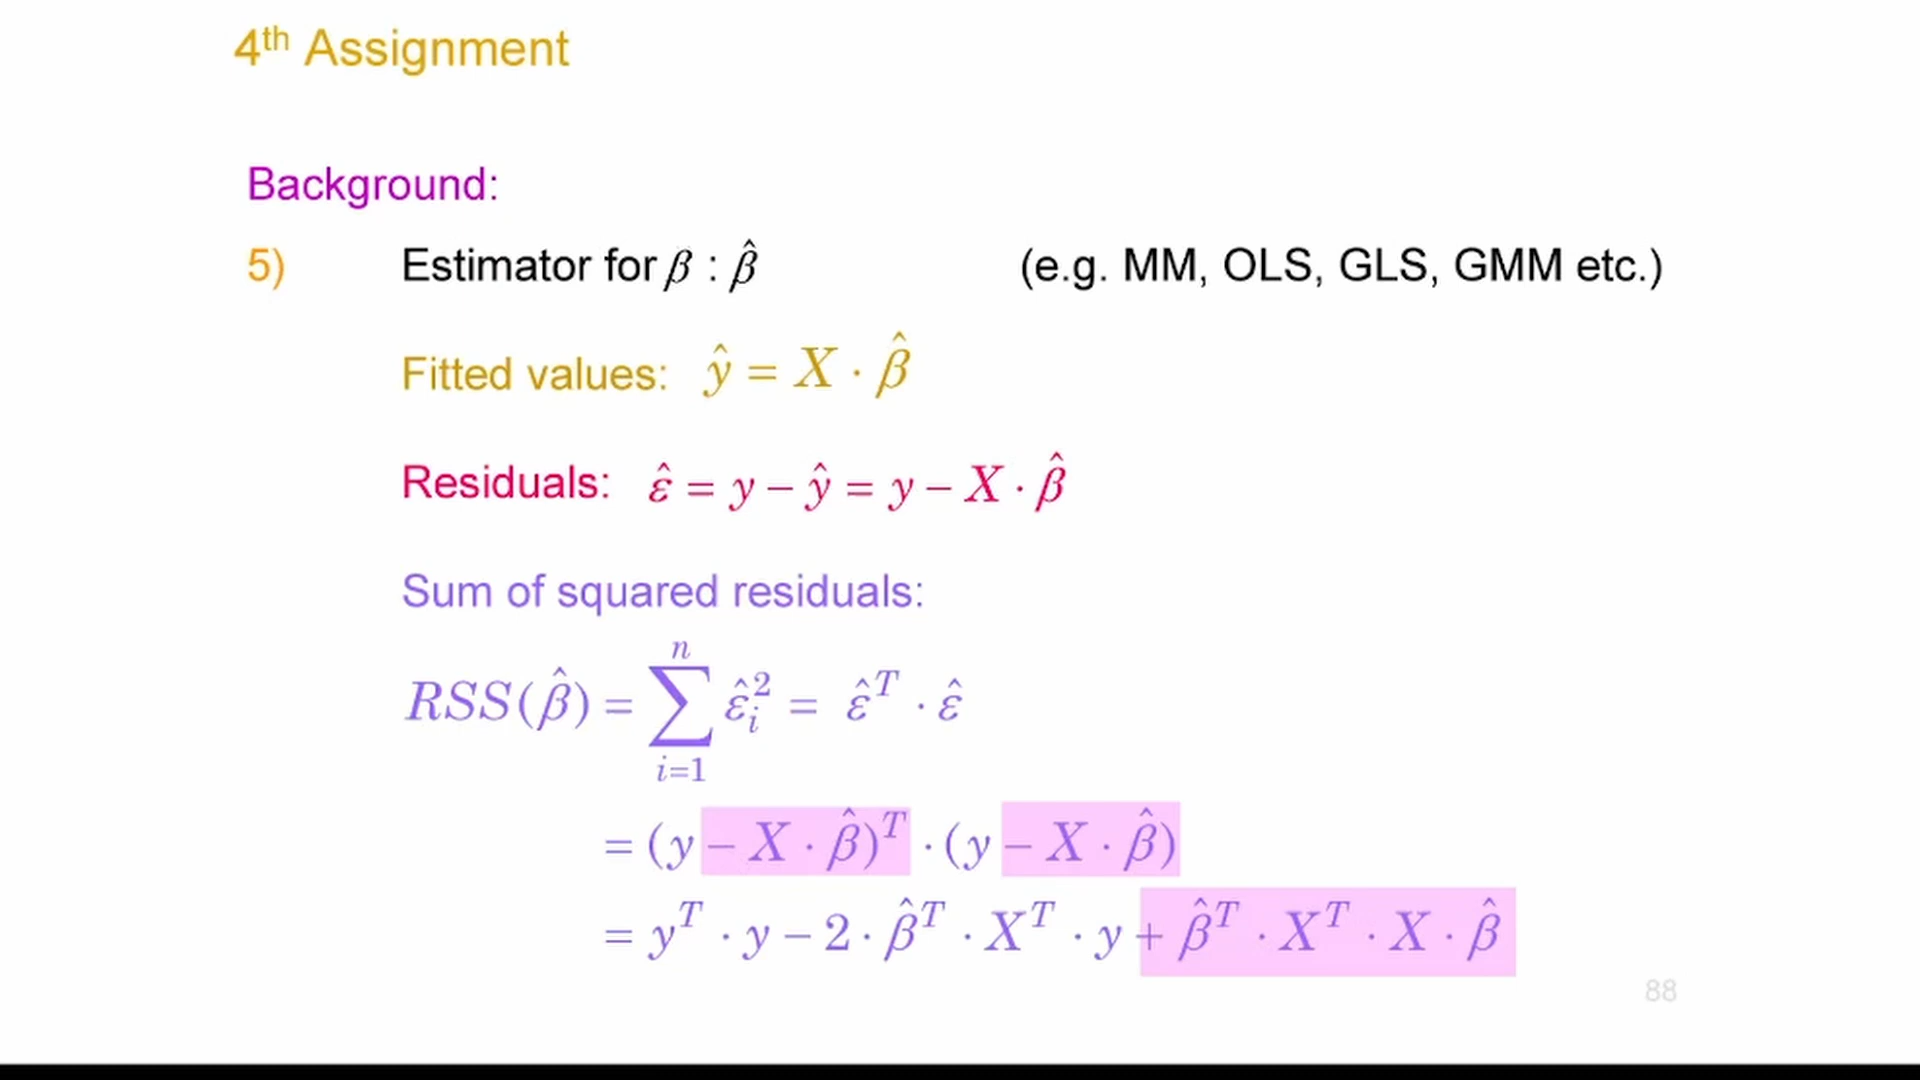 4th Assignment
Background:
5) Estimator for β : β̂ (e.g. MM, OLS, GLS, GMM etc.)
Fitted values: ŷ = X · β̂
Residuals: ε̂ = y − ŷ = y − X · β̂
Sum of squared residuals:
RSS(β̂) = ∑_{i=1}^{n} ε̂_i^2 = ε̂^T · ε̂
= (y − X · β̂)^T · (y − X · β̂)
= y^T · y − 2 · β̂^T · X^T · y + β̂^T · X^T · X · β̂
88